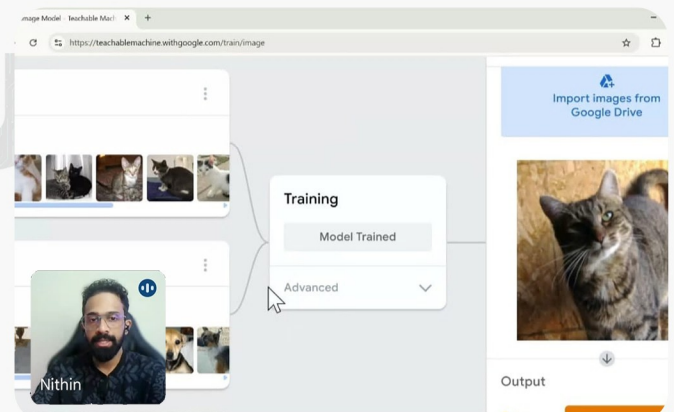 Image Model - Teachable Mach
https://teachablemachine.withgoogle.com/train/image
Import images from
Google Drive
Training
Model Trained
Advanced
Output
Nithin